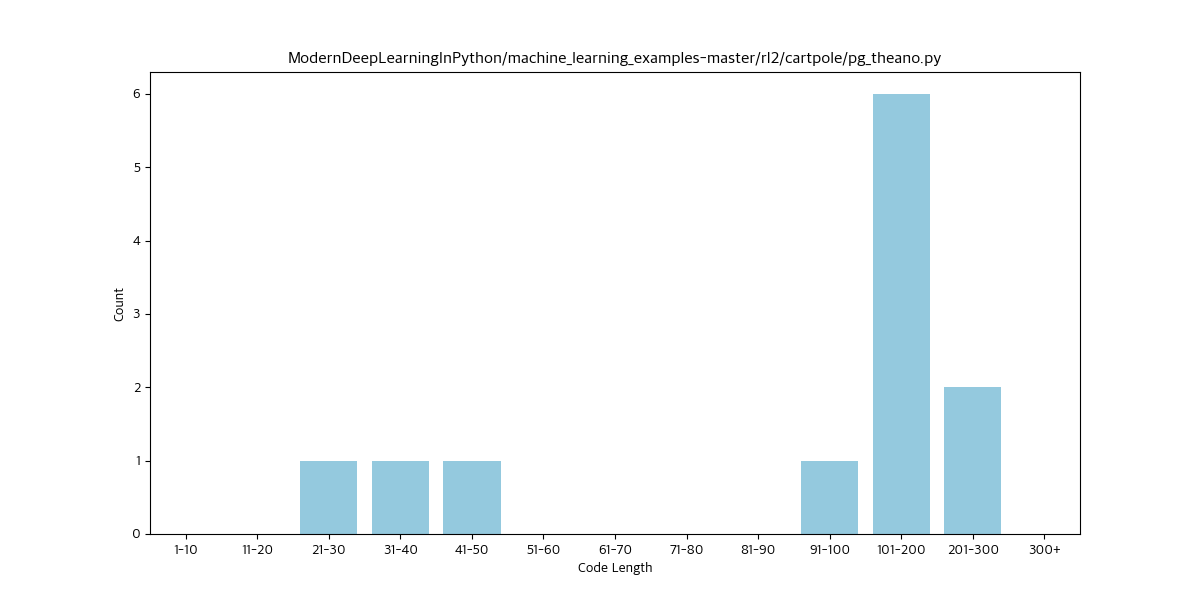 ModernDeepLearningInPython/machine_learning_examples-master/rl2/cartpole/pg_theano.py
6
5
4
3
2
1
0
Count
1-10 11-20 21-30 31-40 41-50 51-60 61-70 71-80 81-90 91-100 101-200 201-300 300+
Code Length